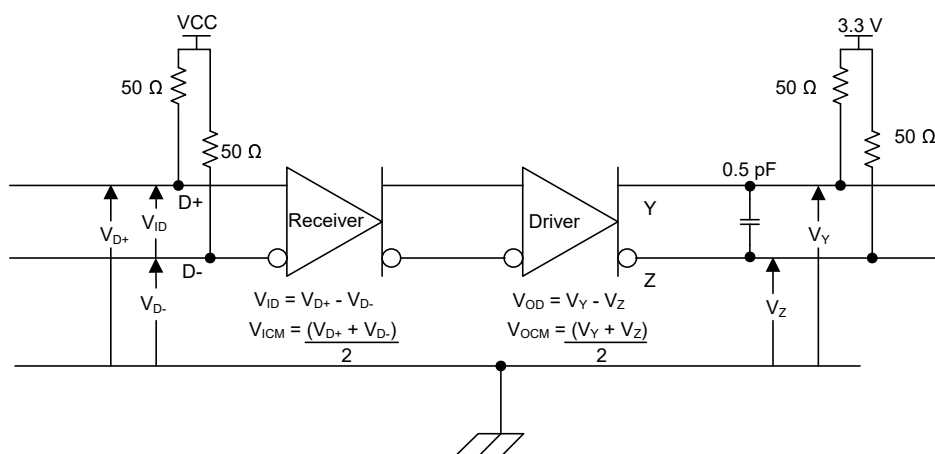 VCC
3.3 V
50 Ω
50 Ω
50 Ω
50 Ω
0.5 pF
D+
Receiver
Driver
Y
VID
VD+
VY
D-
Z
VD-
VZ
VID = VD+ - VD-
VICM = (VD+ + VD-)
2
VOD = VY - VZ
VOCM = (VY + VZ)
2